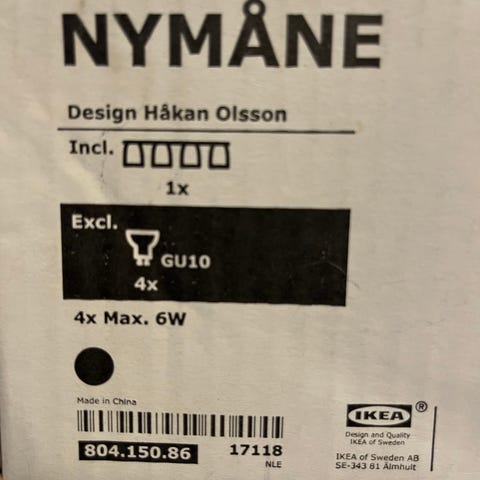 NYMÅNE
Design Håkan Olsson
Incl.
1x
Excl.
GU10
4x
4x Max. 6W
Made in China
804.150.86
17118
NLE
IKEA®
Design and Quality
IKEA of Sweden
IKEA of Sweden AB
SE-343 81 Älmhult